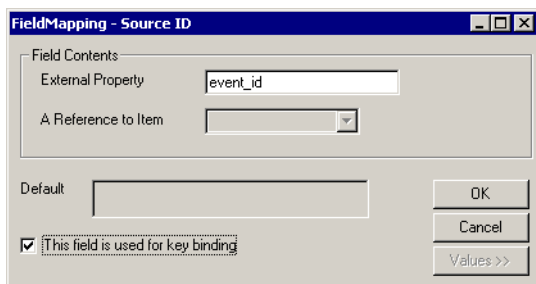 FieldMapping - Source ID
Field Contents
External Property event_id
A Reference to Item
Default
OK
Cancel
This field is used for key binding
Values >>